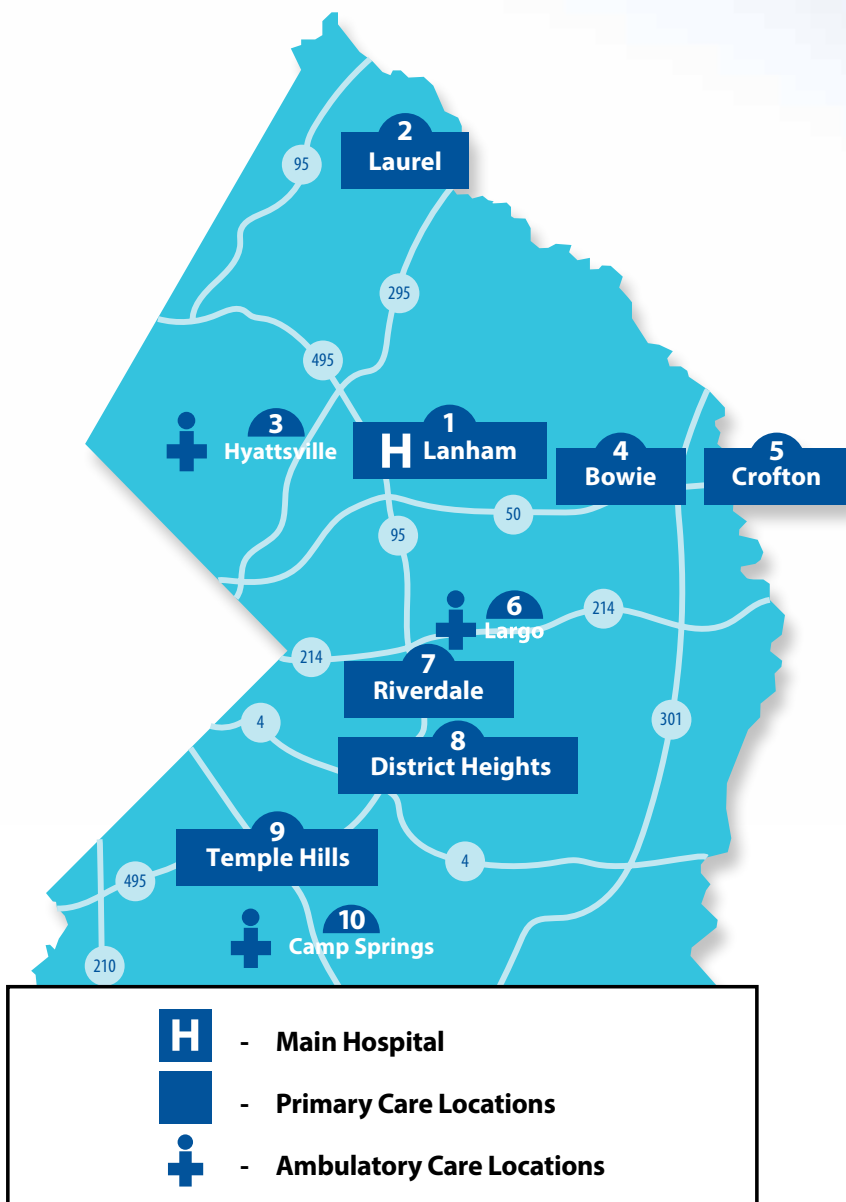 2
Laurel
95
295
495
3
Hyattsville
1
H Lanham
4
Bowie
5
Crofton
50
95
6
Largo
214
214
7
Riverdale
4
301
8
District Heights
9
Temple Hills
4
495
10
Camp Springs
210
H - Main Hospital
- Primary Care Locations
- Ambulatory Care Locations